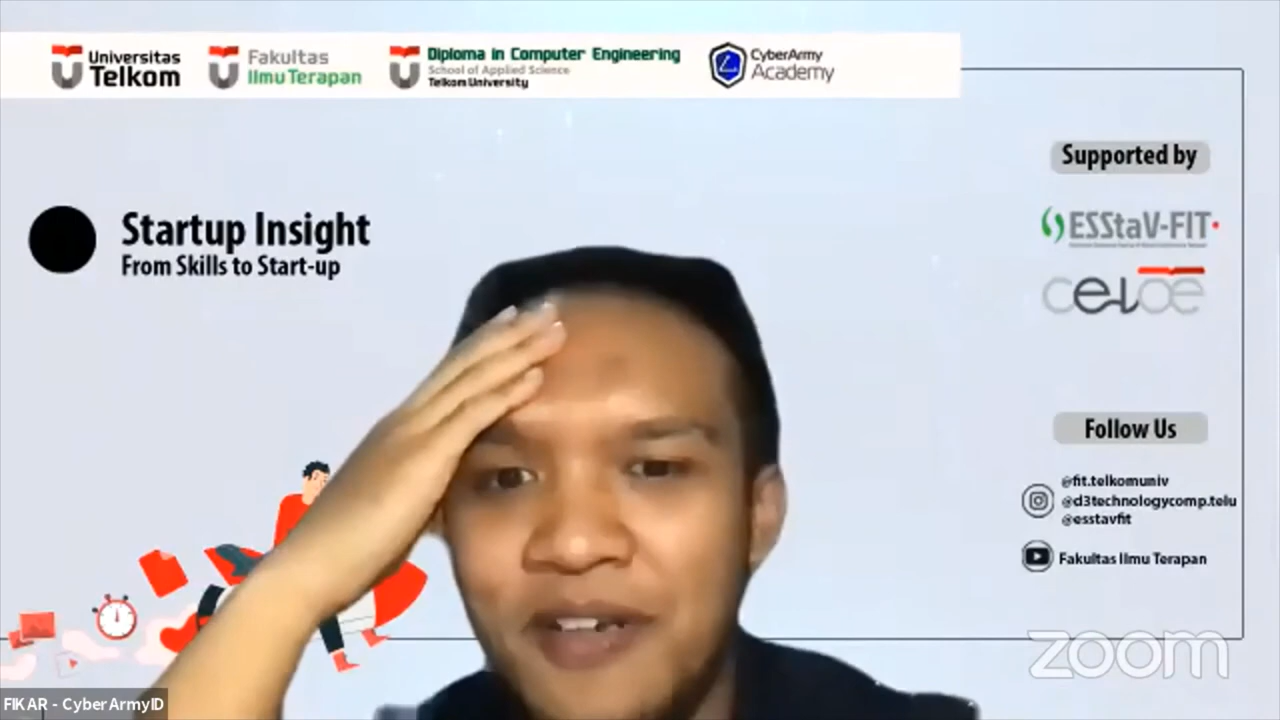 Universitas
Telkom
Fakultas
Ilmu Terapan
Diploma in Computer Engineering
School of Applied Science
Telkom University
CyberArmy
Academy
Supported by
Startup Insight
From Skills to Start-up
ESStaV-FIT
celoe
Follow Us
@fit.telkomuniv
@d3technologycomp.telu
@esstavfit
Fakultas Ilmu Terapan
zoom
FIKAR - CyberArmyID